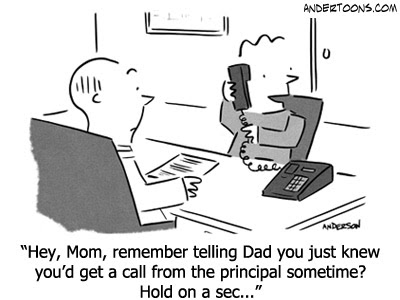 ANDERTOONS.COM
ANDERSON
“Hey, Mom, remember telling Dad you just knew
you’d get a call from the principal sometime?
Hold on a sec...”